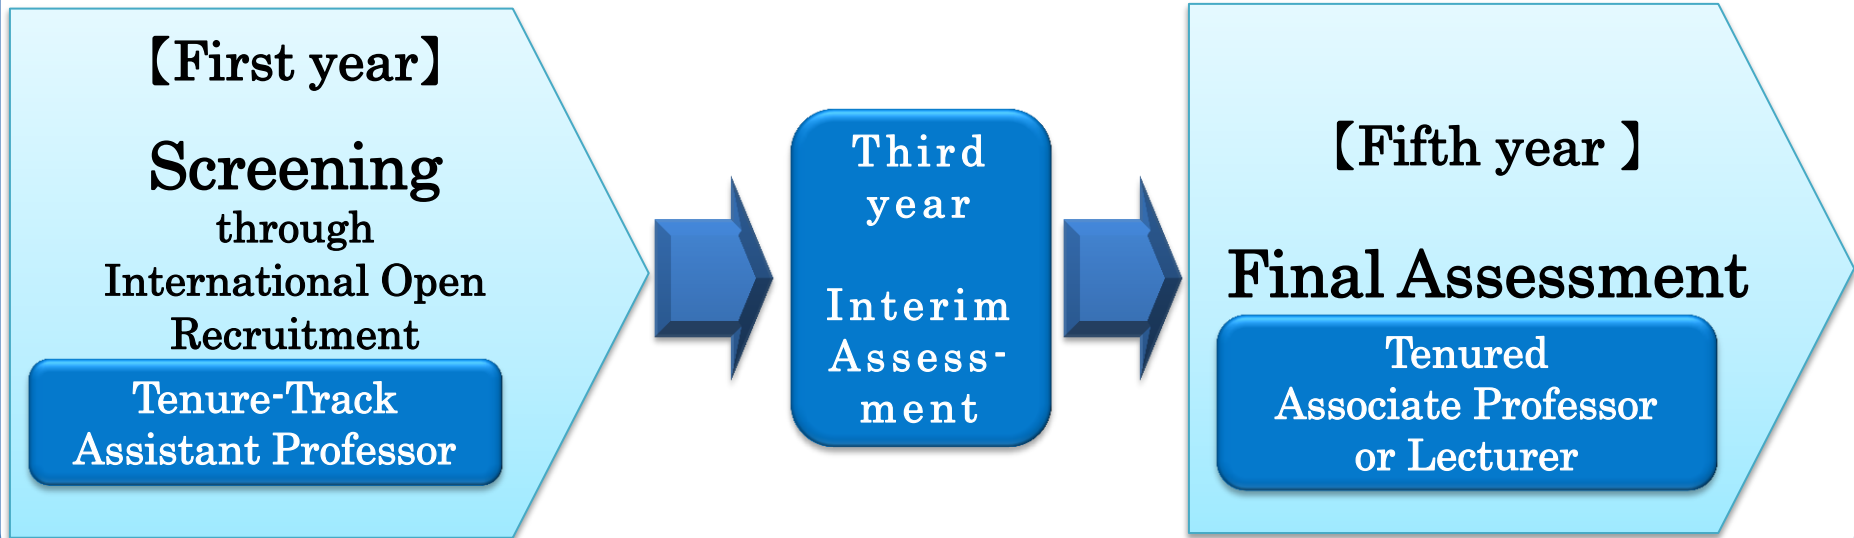 【First year】
Screening
through
International Open
Recruitment
Tenure-Track
Assistant Professor
Third
year
Interim
Assess-
ment
【Fifth year 】
Final Assessment
Tenured
Associate Professor
or Lecturer